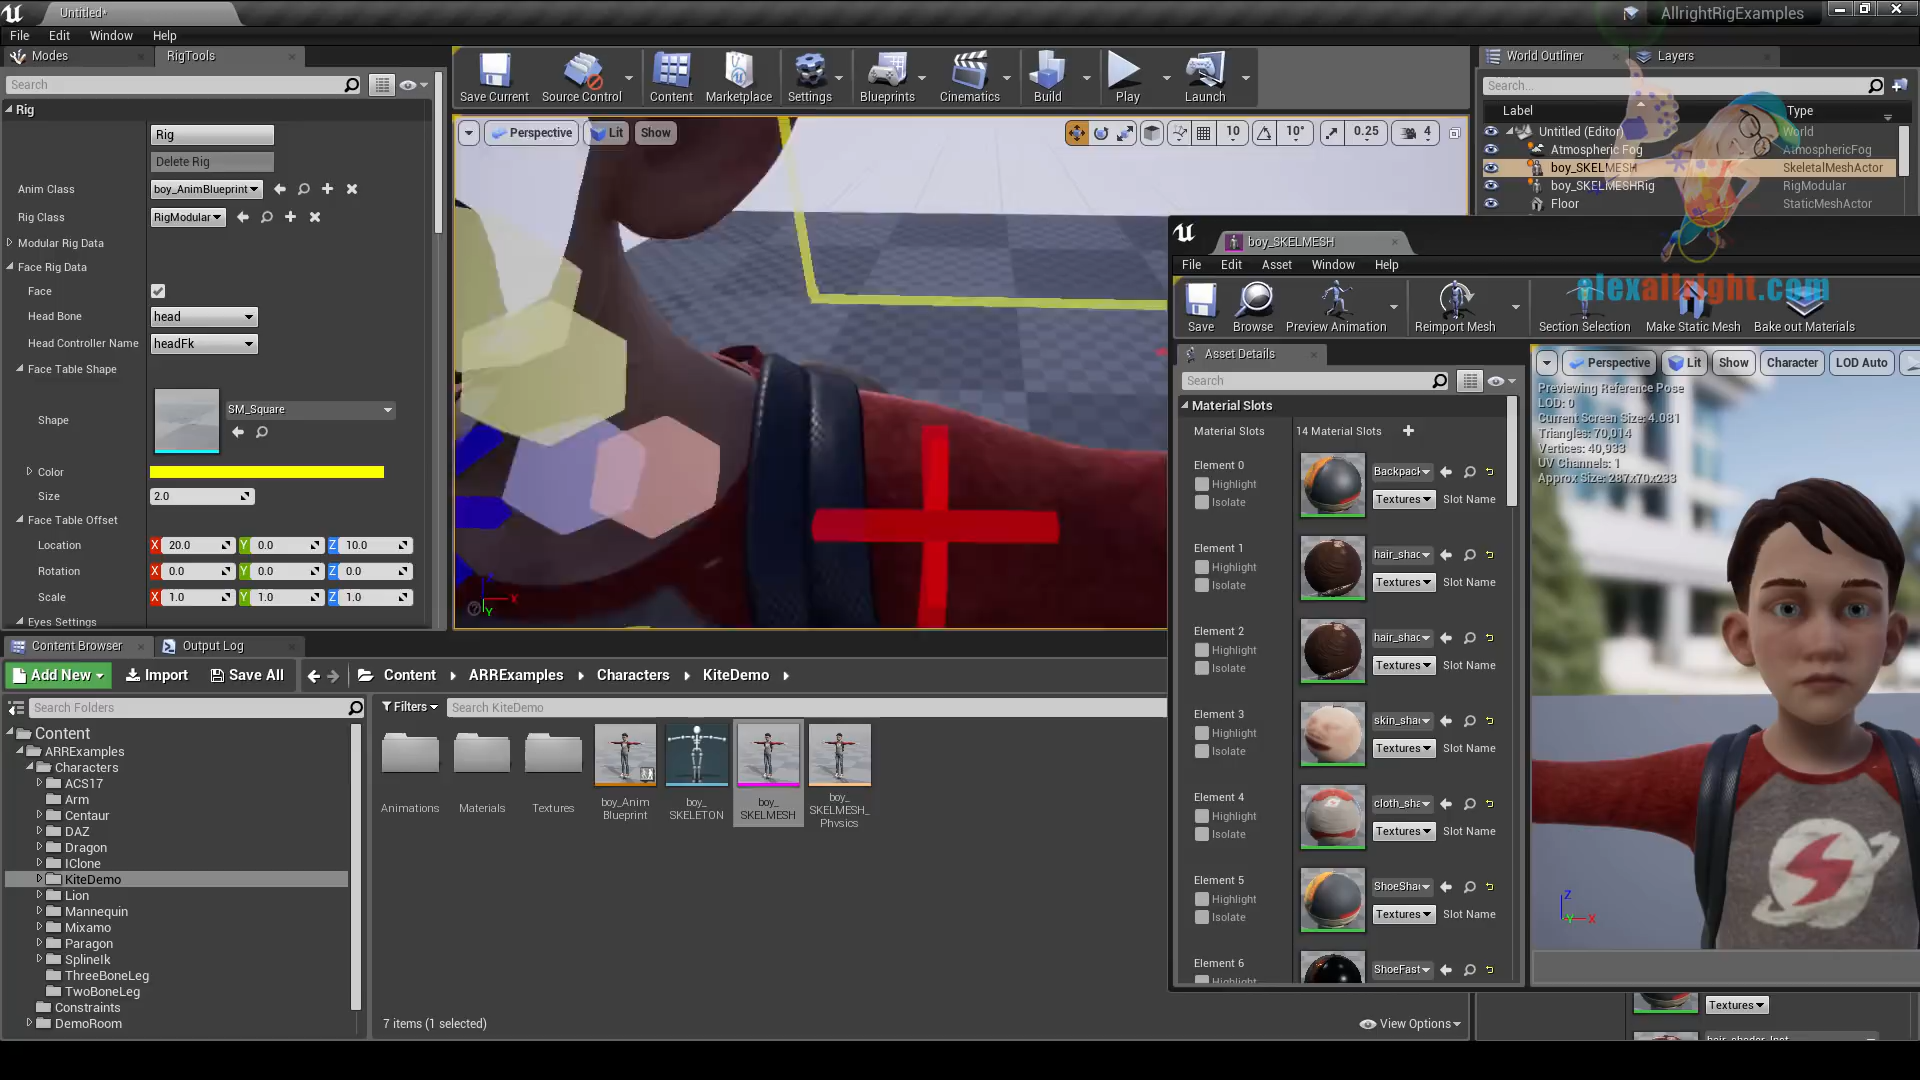 Untitled*
AllrightRigExamples
File Edit Window Help
Modes RigTools
Search
Rig
Rig
Delete Rig
Anim Class boy_AnimBlueprint
Rig Class RigModular
Modular Rig Data
Face Rig Data
Face
Head Bone head
Head Controller Name headFk
Face Table Shape
Shape SM_Square
Color
Size 2.0
Face Table Offset
Location X 20.0 Y 0.0 Z 10.0
Rotation X 0.0 Y 0.0 Z 0.0
Scale X 1.0 Y 1.0 Z 1.0
Eyes Settings
Save Current Source Control Content Marketplace Settings Blueprints Cinematics Build Play Launch
Perspective Lit Show 10 10° 0.25 4
X
Y
World Outliner Layers
Search...
Label Type
Untitled (Editor) World
Atmospheric Fog AtmosphericFog
boy_SKELMESH SkeletalMeshActor
boy_SKELMESHRig RigModular
Floor StaticMeshActor
alexallright.com
boy_SKELMESH
File Edit Asset Window Help
Save Browse Preview Animation Reimport Mesh Section Selection Make Static Mesh Bake out Materials
Asset Details
Search
Material Slots
Material Slots 14 Material Slots
Element 0
Highlight
Isolate
Backpack
Textures Slot Name
Element 1
Highlight
Isolate
hair_shac
Textures Slot Name
Element 2
Highlight
Isolate
hair_shac
Textures Slot Name
Element 3
Highlight
Isolate
skin_shac
Textures Slot Name
Element 4
Highlight
Isolate
cloth_sha
Textures Slot Name
Element 5
Highlight
Isolate
ShoeShac
Textures Slot Name
Element 6
Highlight
ShoeFast
Perspective Lit Show Character LOD Auto
Previewing Reference Pose
LOD: 0
Current Screen Size: 4.081
Triangles: 70,014
Vertices: 40,933
UV Channels: 1
Approx Size: 287x70x233
Z
Y X
Textures
hair_shader_Inst
Content Browser Output Log
Add New Import Save All Content ARRExamples Characters KiteDemo
Search Folders
Filters Search KiteDemo
Content
ARRExamples
Characters
ACS17
Arm
Centaur
DAZ
Dragon
IClone
KiteDemo
Lion
Mannequin
Mixamo
Paragon
SplineIk
ThreeBoneLeg
TwoBoneLeg
Constraints
DemoRoom
Animations
Materials
Textures
boy_Anim
Blueprint
boy_
SKELETON
boy_
SKELMESH
boy_
SKELMESH_
Physics
7 items (1 selected)
View Options